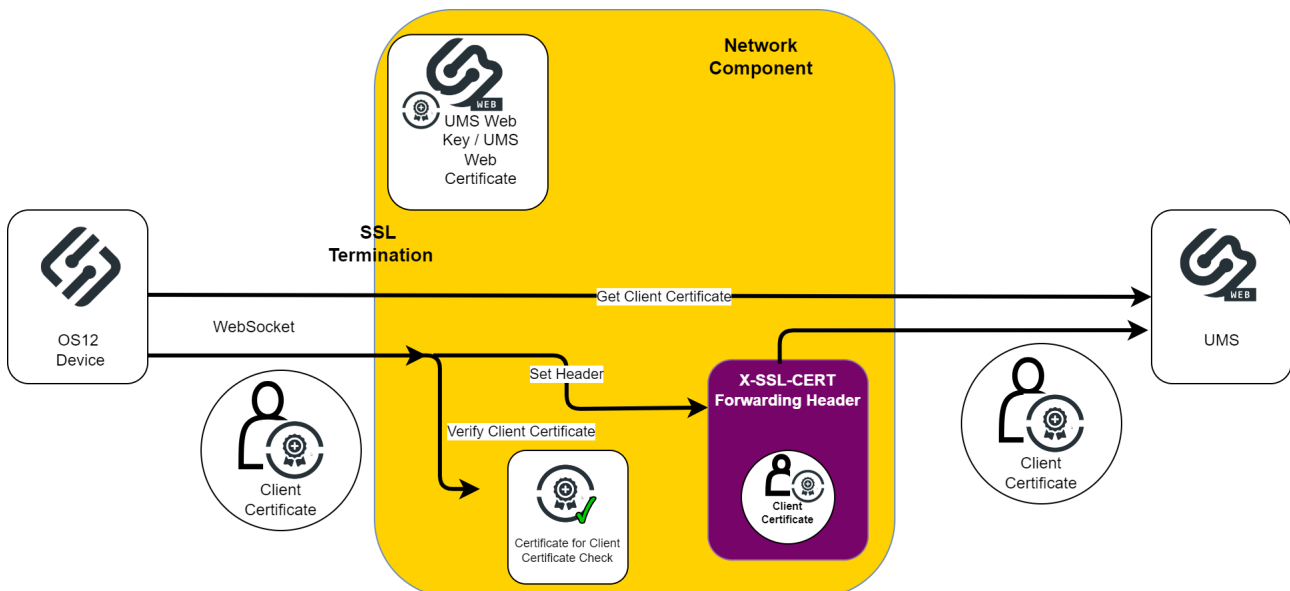 Network
Component
WEB
UMS Web
Key / UMS
Web
Certificate
SSL
Termination
OS12
Device
Get Client Certificate
WebSocket
WEB
UMS
Set Header
X-SSL-CERT
Forwarding Header
Verify Client Certificate
Client
Certificate
Certificate for Client
Certificate Check
Client
Certificate
Client
Certificate